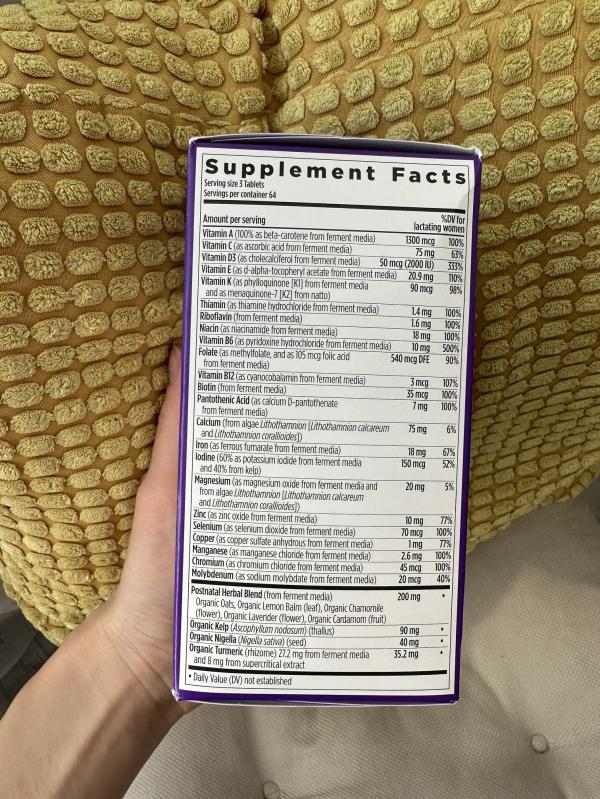 Supplement Facts
Serving size 3 Tablets
Servings per container 64
Amount per serving %DV for lactating women
Vitamin A (100% as beta-carotene from ferment media) 1300 mcg 100%
Vitamin C (as ascorbic acid from ferment media) 75 mg 63%
Vitamin D3 (as cholecalciferol from ferment media) 50 mcg (2000 IU) 333%
Vitamin E (as d-alpha-tocopheryl acetate from ferment media) 20.9 mg 110%
Vitamin K (as phylloquinone [K1] from ferment media 90 mcg 98%
and as menaquinone-7 [K2] from natto)
Thiamin (as thiamine hydrochloride from ferment media) 1.4 mg 100%
Riboflavin (from ferment media) 1.6 mg 100%
Niacin (as niacinamide from ferment media) 18 mg 100%
Vitamin B6 (as pyridoxine hydrochloride from ferment media) 10 mg 500%
Folate (as methylfolate, and as 105 mcg folic acid 540 mcg DFE 90%
from ferment media)
Vitamin B12 (as cyanocobalamin from ferment media) 3 mcg 107%
Biotin (from ferment media) 35 mcg 100%
Pantothenic Acid (as calcium D-pantothenate 7 mg 100%
from ferment media)
Calcium (from algae Lithothamnion [Lithothamnion calcareum 75 mg 6%
and Lithothamnion corallioides])
Iron (as ferrous fumarate from ferment media) 18 mg 67%
Iodine (60% as potassium iodide from ferment media 150 mcg 52%
and 40% from kelp)
Magnesium (as magnesium oxide from ferment media and 20 mg 5%
from algae Lithothamnion [Lithothamnion calcareum
and Lithothamnion corallioides])
Zinc (as zinc oxide from ferment media) 10 mg 77%
Selenium (as selenium dioxide from ferment media) 70 mcg 100%
Copper (as copper sulfate anhydrous from ferment media) 1 mg 77%
Manganese (as manganese chloride from ferment media) 2.6 mg 100%
Chromium (as chromium chloride from ferment media) 45 mcg 100%
Molybdenum (as sodium molybdate from ferment media) 20 mcg 40%
Postnatal Herbal Blend (from ferment media) 200 mg •
Organic Oats, Organic Lemon Balm (leaf), Organic Chamomile
(flower), Organic Lavender (flower), Organic Cardamom (fruit)
Organic Kelp (Ascophyllum nodosum) (thallus) 90 mg •
Organic Nigella (Nigella sativa) (seed) 40 mg •
Organic Turmeric (rhizome) 27.2 mg from ferment media 35.2 mg •
and 8 mg from supercritical extract
• Daily Value (DV) not established